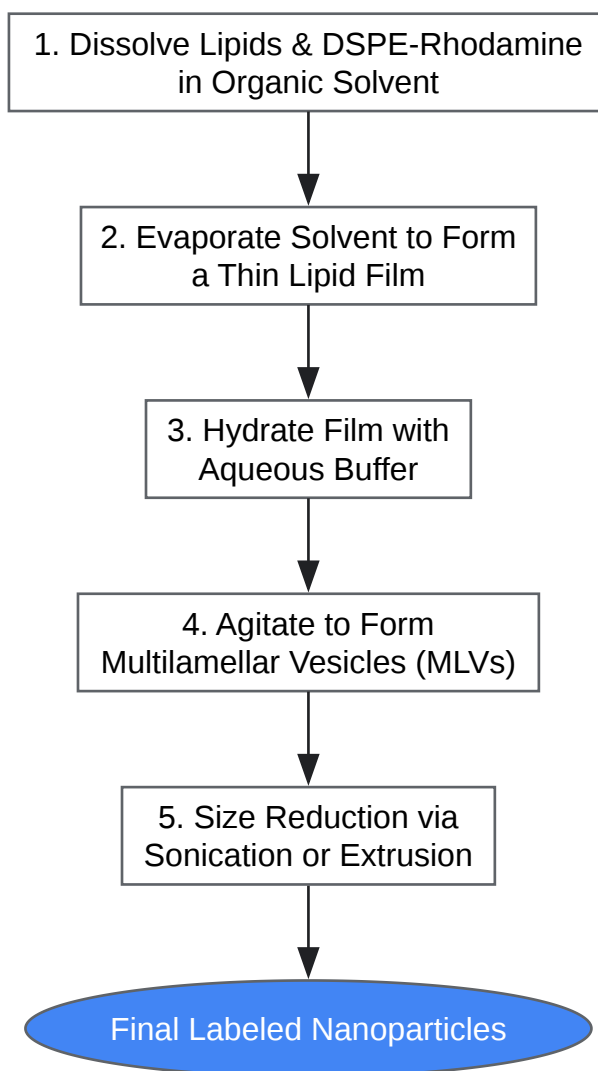 1. Dissolve Lipids & DSPE-Rhodamine
in Organic Solvent
2. Evaporate Solvent to Form
a Thin Lipid Film
3. Hydrate Film with
Aqueous Buffer
4. Agitate to Form
Multilamellar Vesicles (MLVs)
5. Size Reduction via
Sonication or Extrusion
Final Labeled Nanoparticles